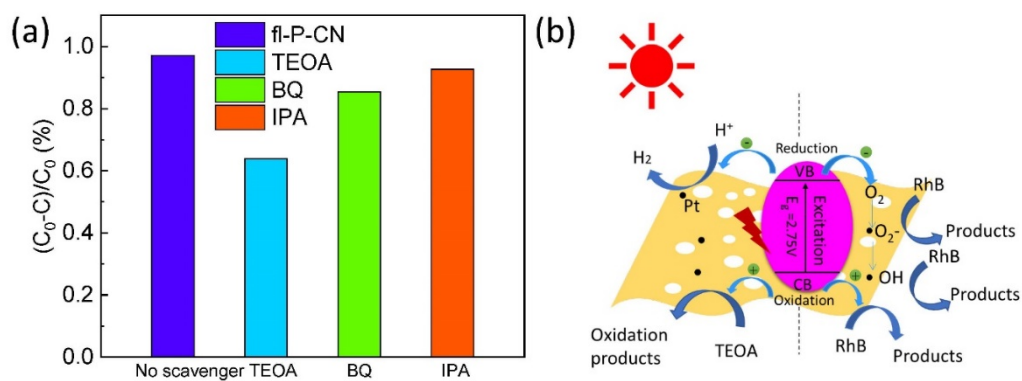 (a)
(C₀-C)/C₀ (%)
1.0
0.8
0.6
0.4
0.2
0.0
fl-P-CN
TEOA
BQ
IPA
No scavenger TEOA BQ IPA
(b)
H⁺
H₂
Pt
Reduction
VB
Excitation
E_g=2.75V
CB
Oxidation
O₂
O₂-
OH
RhB
Products
RhB
Products
Oxidation
products
TEOA
RhB
Products